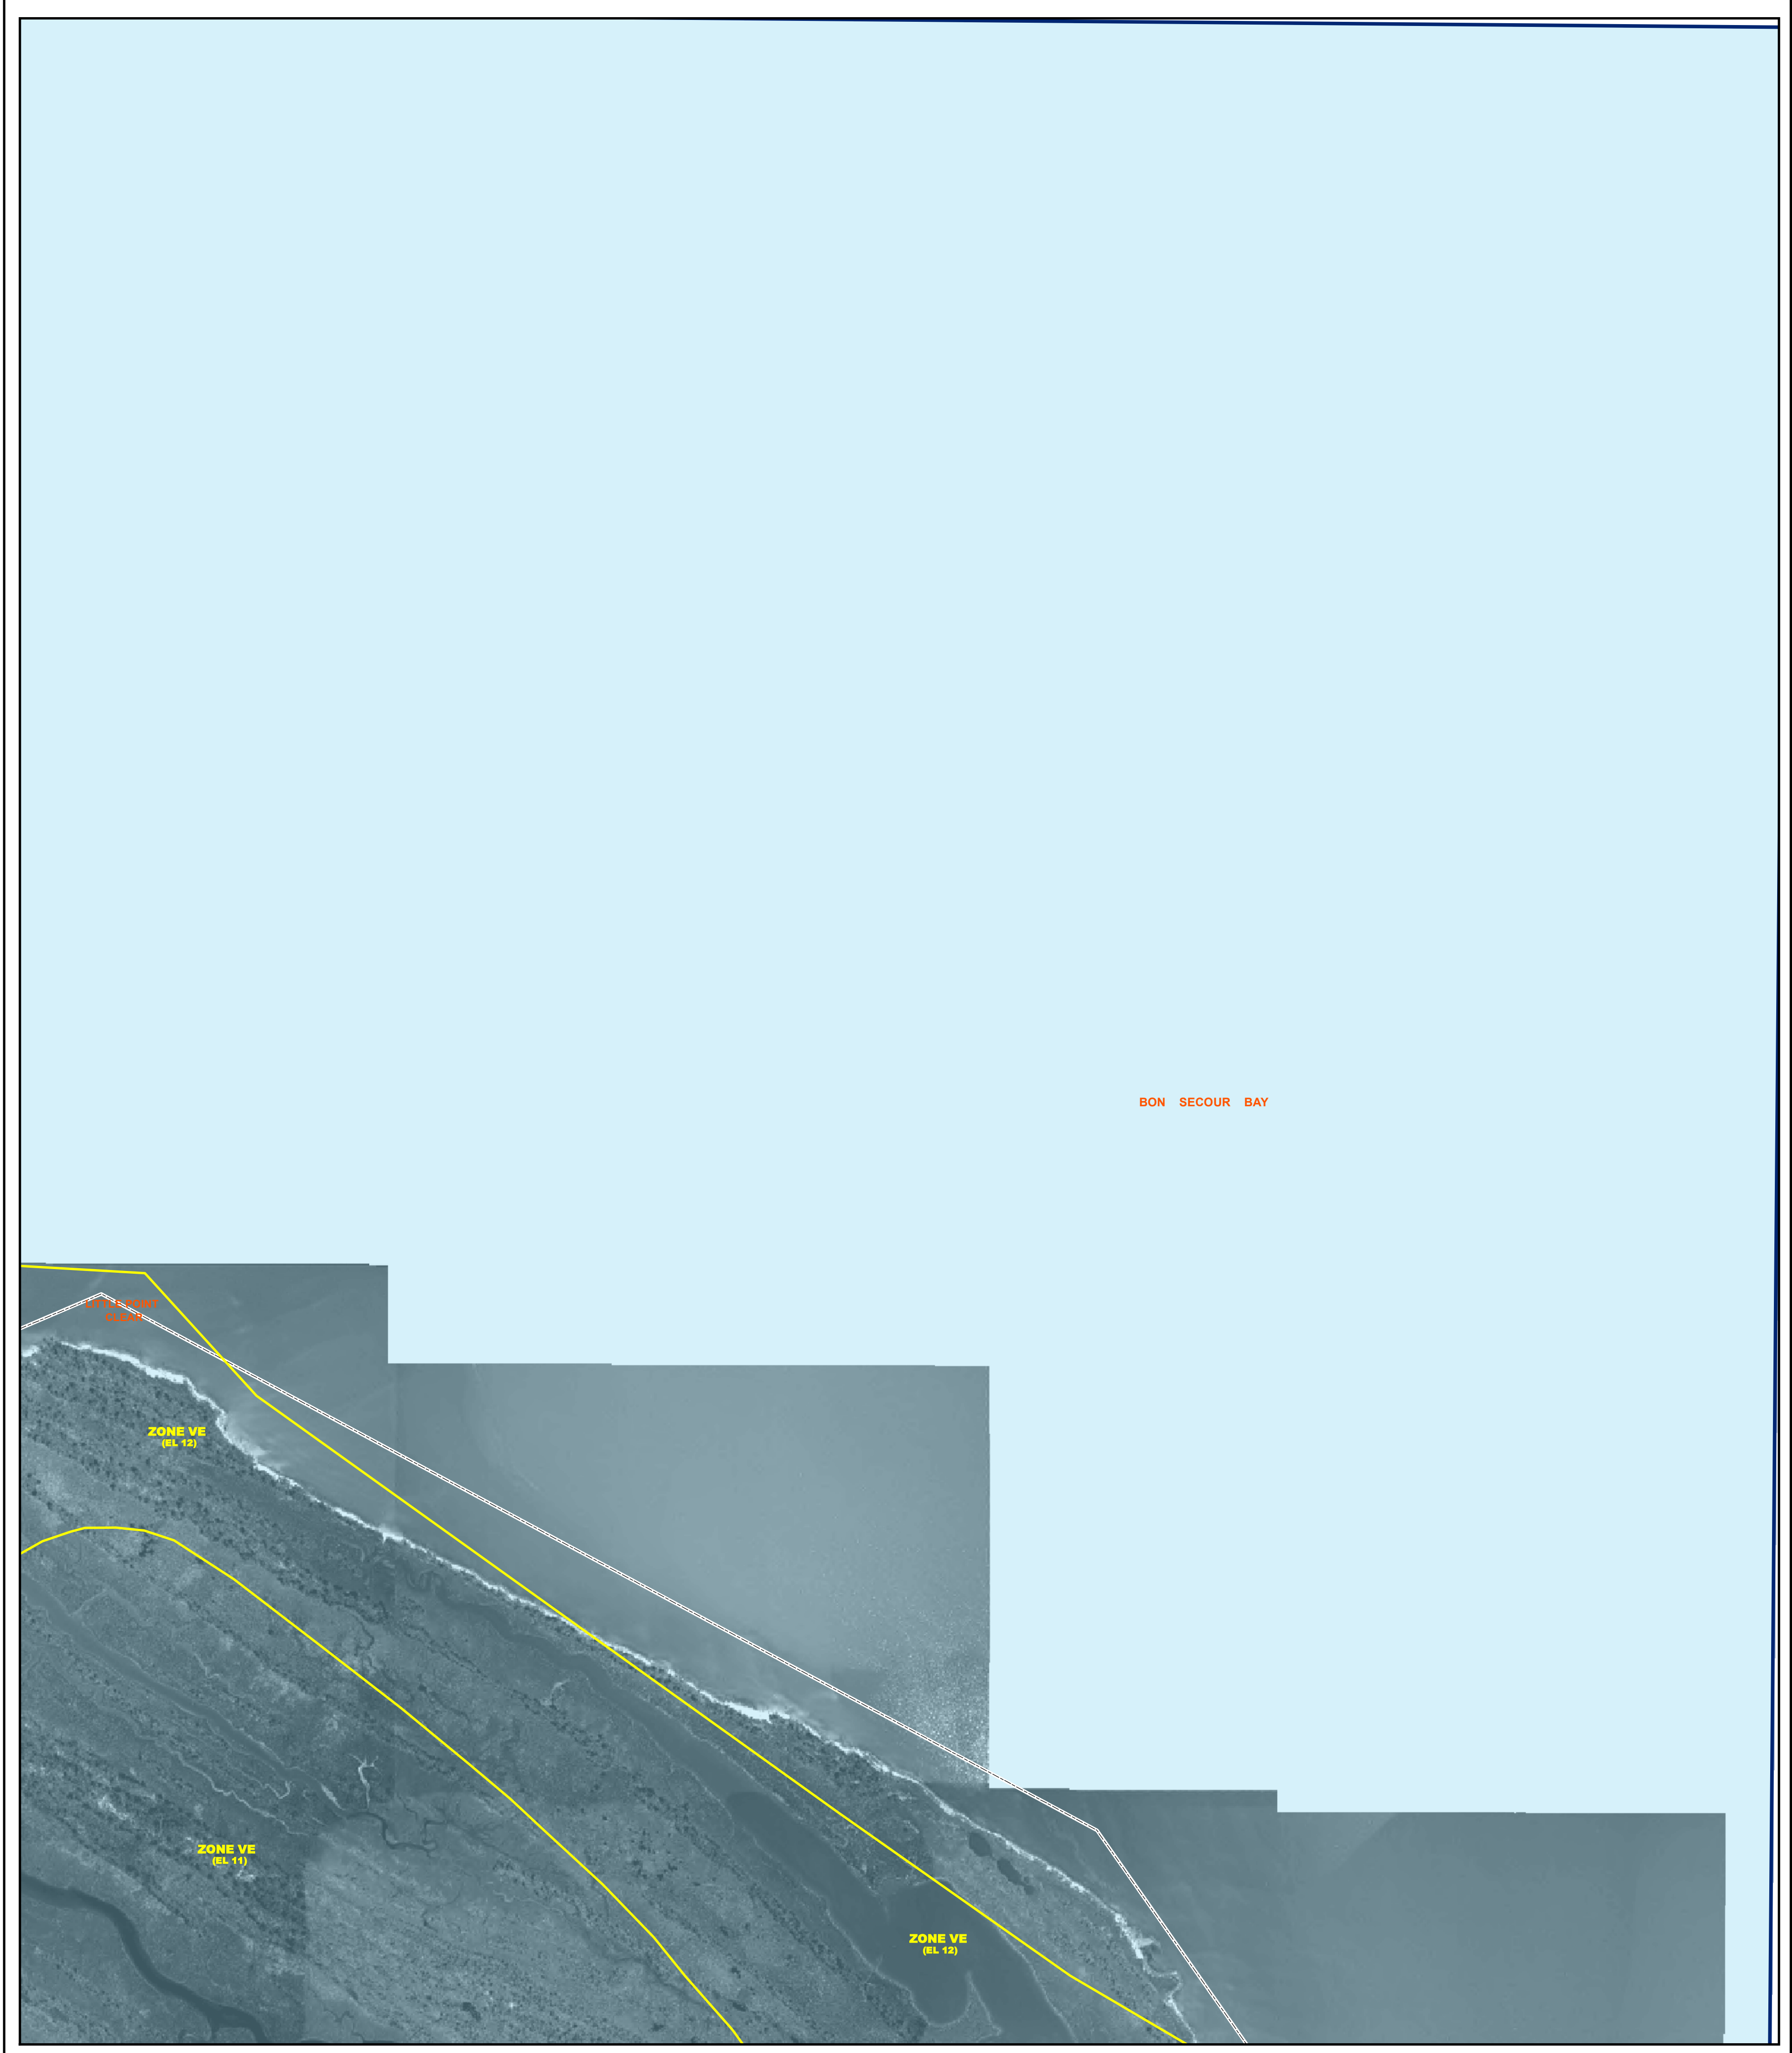 BON SECOUR BAY
LITTLE POINT
CLEAR
ZONE VE
(EL 12)
ZONE VE
(EL 11)
ZONE VE
(EL 12)